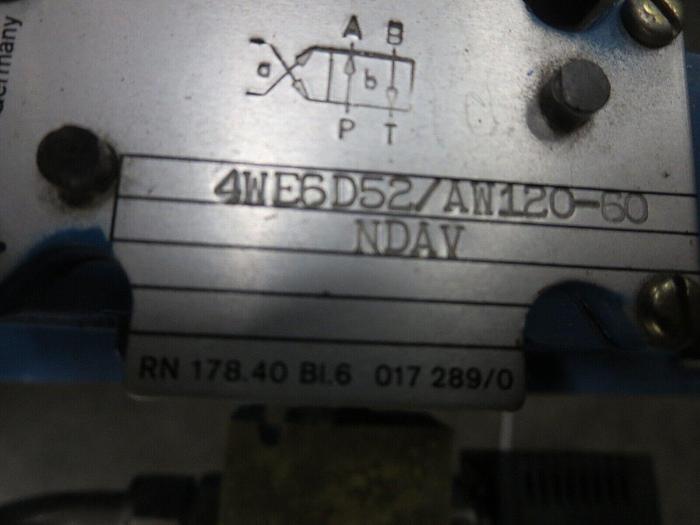 Germany
A B
a b
P T
4WE6D52/AW120-60
NDAV
RN 178.40 Bl.6 017 289/0